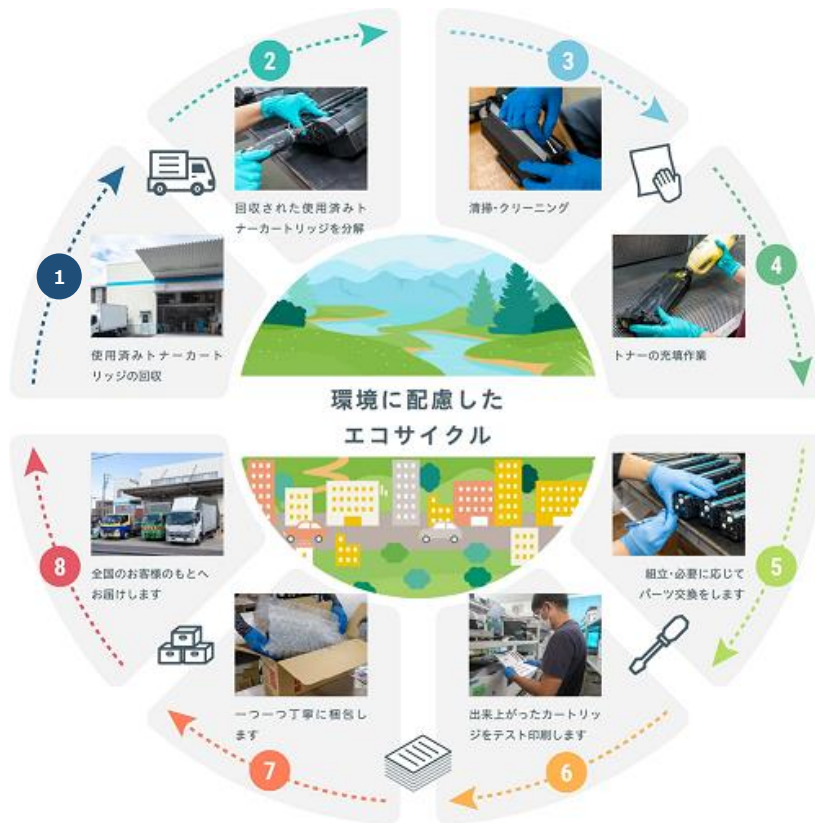 1
使用済みトナーカート
リッジの回収
2
回収された使用済みト
ナーカートリッジを分解
3
清掃・クリーニング
4
トナーの充填作業
5
組立・必要に応じて
パーツ交換をします
6
出来上がったカートリッ
ジをテスト印刷します
7
一つ一つ丁寧に梱包し
ます
8
全国のお客様のもとへ
お届けします
環境に配慮した
エコサイクル